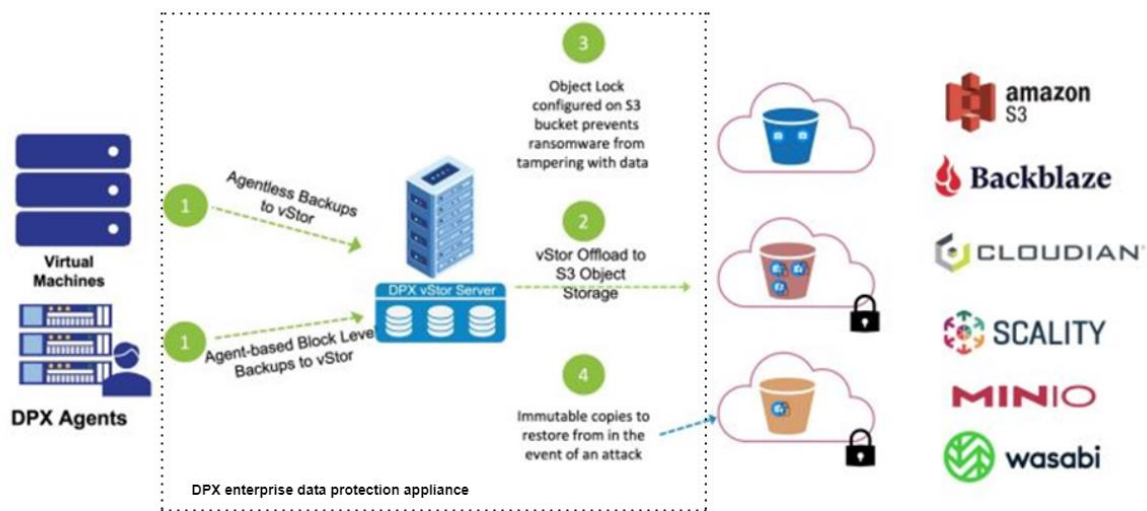 Virtual
Machines
DPX Agents
1
Agentless Backups
to vStor
1
Agent-based Block Level
Backups to vStor
DPX vStor Server
3
Object Lock
configured on S3
bucket prevents
ransomware from
tampering with data
2
vStor Offload to
S3 Object
Storage
4
Immutable copies to
restore from in the
event of an attack
DPX enterprise data protection appliance
amazon
S3
Backblaze
CLOUDIAN
SCALITY
MINIO
wasabi